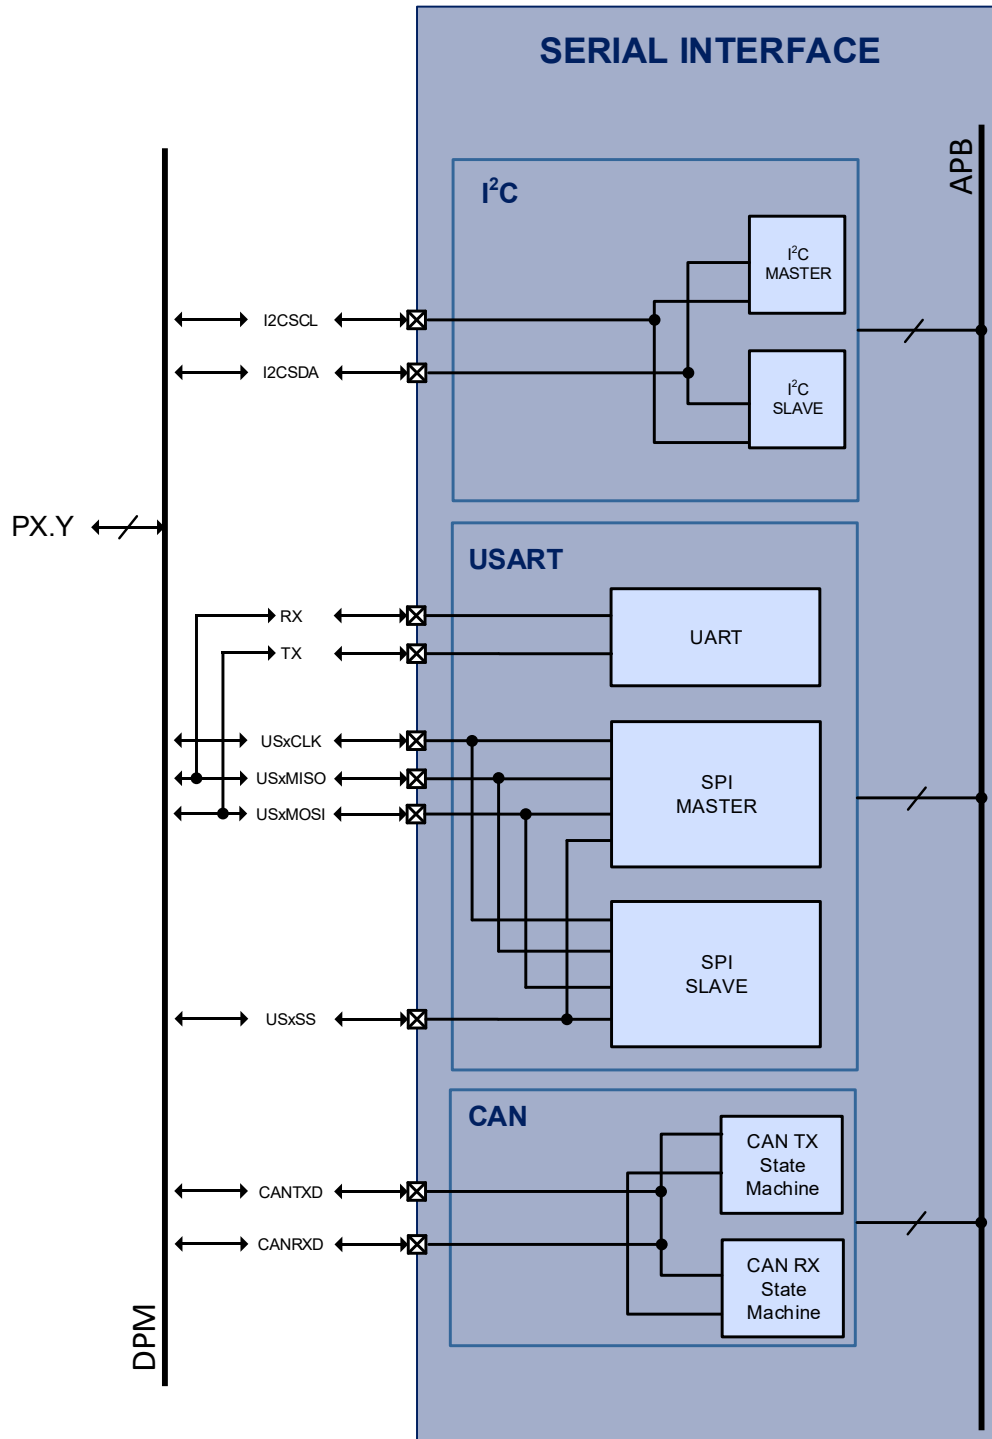 SERIAL INTERFACE
APB
I²C
I²C
MASTER
I2CSCL
I2CSDA
I²C
SLAVE
PX.Y
USART
RX
TX
UART
USxCLK
USxMISO
USxMOSI
SPI
MASTER
SPI
SLAVE
USxSS
CAN
CAN TX
State
Machine
CANTXD
CANRXD
CAN RX
State
Machine
DPM